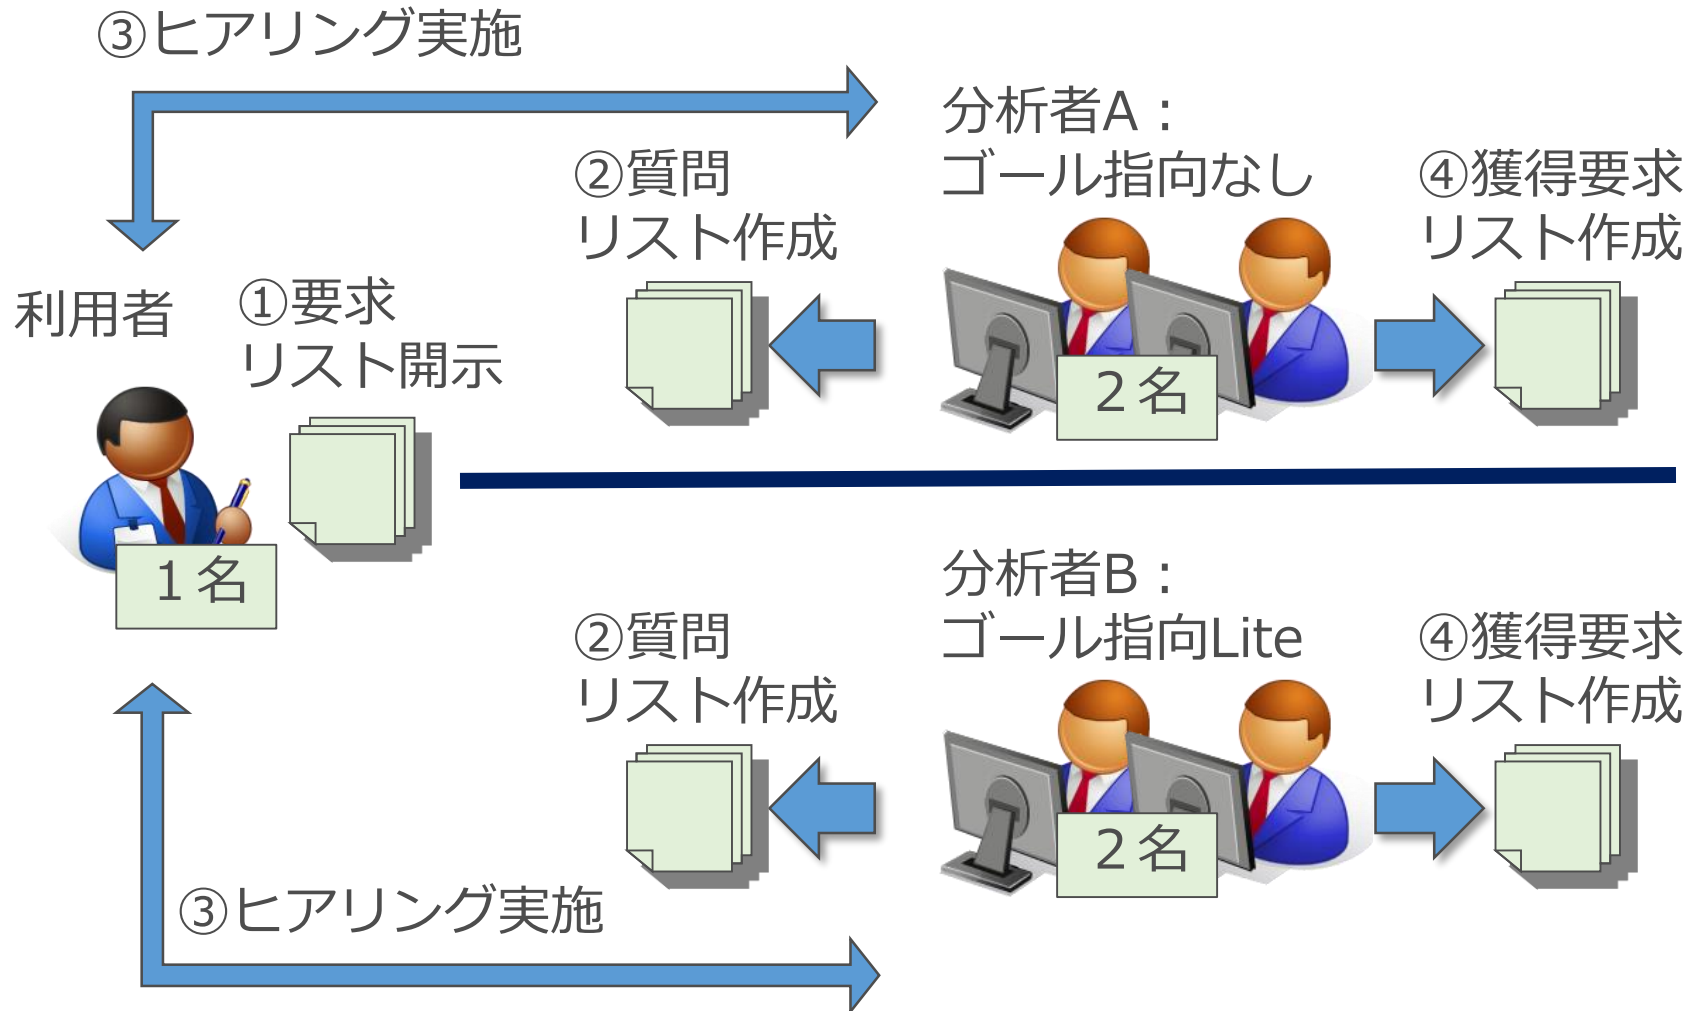 ③ヒアリング実施
分析者A：
ゴール指向なし
②質問
リスト作成
④獲得要求
リスト作成
利用者
①要求
リスト開示
２名
１名
分析者B：
ゴール指向Lite
②質問
リスト作成
④獲得要求
リスト作成
２名
③ヒアリング実施